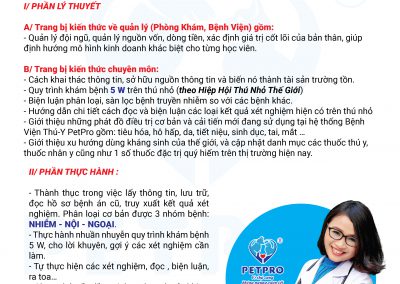 I/ PHẦN LÝ THUYẾT
A/ Trang bị kiến thức về quản lý (Phòng Khám, Bệnh Viện) gồm:
- Quản lý đội ngũ, quản lý nguồn vốn, dòng tiền, xác định giá trị cốt lõi của bản thân, giúp
định hướng mô hình kinh doanh khác biệt cho từng học viên.
B/ Trang bị kiến thức chuyên môn:
- Cách khai thác thông tin, sở hữu nguồn thông tin và biến nó thành tài sản trường tồn.
- Quy trình khám bệnh 5 W trên thú nhỏ (theo Hiệp Hội Thú Nhỏ Thế Giới)
- Biện luận phân loại, sàn lọc bệnh truyền nhiễm so với các bệnh khác.
- Hướng dẫn chi tiết cách đọc và biện luận các loại kết quả xét nghiệm hiện có trên thú nhỏ
- Giới thiệu những phát đồ điều trị cơ bản và cải tiến mới đang sử dụng tại hệ thống Bệnh
Viện Thú-Y PetPro gồm: tiêu hóa, hô hấp, da, tiết niệu, sinh dục, tai, mắt ...
- Giới thiệu xu hướng dùng kháng sinh của thế giới, và cập nhật danh mục các thuốc thú y,
thuốc nhân y cũng như 1 số thuốc đặc trị quý hiếm trên thị trường hiện nay.
II/ PHẦN THỰC HÀNH :
- Thành thục trong việc lấy thông tin, lưu trữ,
đọc hồ sơ bệnh án cũ, truy xuất kết quả xét
nghiệm. Phân loại cơ bản được 3 nhóm bệnh:
NHIỄM - NỘI - NGOẠI.
- Thực hành nhuần nhuyễn quy trình khám bệnh
5 W, cho lời khuyên, gợi ý các xét nghiệm cần
làm.
- Tự thực hiện các xét nghiệm, đọc , biện luận,
ra toa...
PETPRO